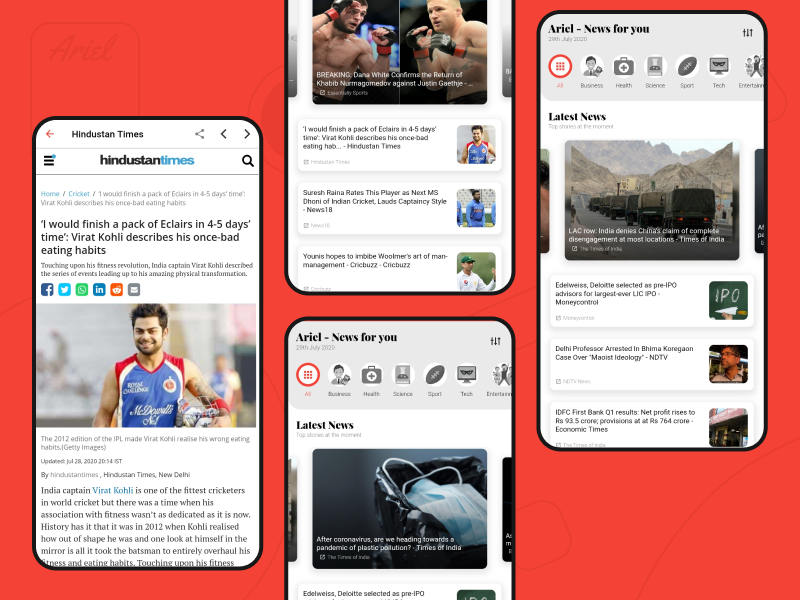 Ariel
Hindustan Times
hindustantimes
Home / Cricket / 'I would finish a pack of Eclairs in 4-5 days' time':
Virat Kohli describes his once-bad eating habits
'I would finish a pack of Eclairs in 4-5 days'
time': Virat Kohli describes his once-bad
eating habits
Touching upon his fitness revolution, India captain Virat Kohli described
the series of events leading up to his amazing physical transformation.
ROYAL
CHALLENGE
McDowell's
No1
The 2012 edition of the IPL made Virat Kohli realise his wrong eating
habits.(Getty Images)
Updated: Jul 28, 2020 20:14 IST
By hindustantimes , Hindustan Times, New Delhi
India captain Virat Kohli is one of the fittest cricketers
in world cricket but there was a time when his
association with fitness wasn't as dedicated as it is now.
History has it that it was in 2012 when Kohli realised
how out of shape he was and one look at himself in the
mirror is all it took the batsman to entirely overhaul his
fitness and eating habits. Touching upon his fitness
BREAKING: Dana White Confirms the Return of
Khabib Nurmagomedov against Justin Gaethje - ...
Essentially Sports
'I would finish a pack of Eclairs in 4-5 days'
time': Virat Kohli describes his once-bad
eating hab... - Hindustan Times
Hindustan Times
Suresh Raina Rates This Player as Next MS
Dhoni of Indian Cricket, Lauds Captaincy Style
- News18
News18
Younis hopes to imbibe Woolmer's art of man-
management - Cricbuzz - Cricbuzz
Cricbuzz
Ariel - News for you
29th July 2020
All Business Health Science Sport Tech Entertainm
Latest News
Top stories at the moment
After coronavirus, are we heading towards a
pandemic of plastic pollution? - Times of India
The Times of India
Edelweiss, Deloitte selected as pre-IPO
Ariel - News for you
29th July 2020
All Business Health Science Sport Tech Entertainm
Latest News
Top stories at the moment
LAC row: India denies China's claim of complete
disengagement at most locations - Times of India
The Times of India
Edelweiss, Deloitte selected as pre-IPO
advisors for largest-ever LIC IPO -
Moneycontrol
Moneycontrol
IPO
Delhi Professor Arrested In Bhima Koregaon
Case Over "Maoist Ideology" - NDTV
NDTV News
IDFC First Bank Q1 results: Net profit rises to
Rs 93.5 crore; provisions at at Rs 764 crore -
Economic Times
The Times of India